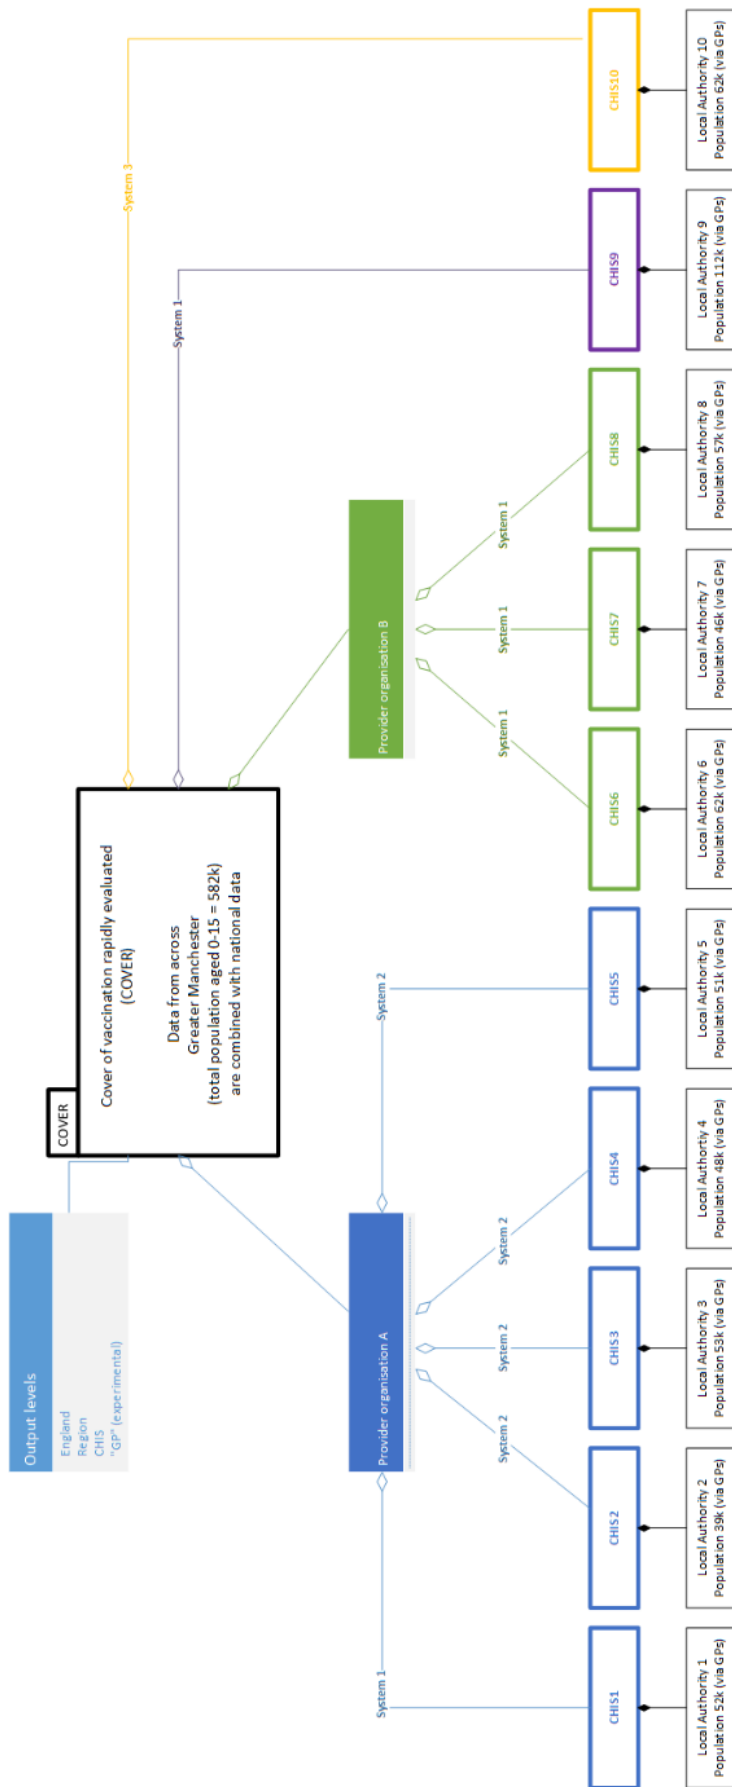 Output levels
England
Region
CHIS
"GP" (experimental)
COVER
Cover of vaccination rapidly evaluated
(COVER)
Data from across
Greater Manchester
(total population aged 0-15 = 582k)
are combined with national data
System 3
System 1
Provider organisation A
Provider organisation B
System 1
System 2
System 2
System 2
System 2
System 1
System 1
System 1
CHIS1
CHIS2
CHIS3
CHIS4
CHIS5
CHIS6
CHIS7
CHIS8
CHIS9
CHIS10
Local Authority 1
Population 52k (via GPs)
Local Authority 2
Population 39k (via GPs)
Local Authority 3
Population 53k (via GPs)
Local Authortiy 4
Population 48k (via GPs)
Local Authority 5
Population 51k (via GPs)
Local Authority 6
Population 62k (via GPs)
Local Authority 7
Population 46k (via GPs)
Local Authority 8
Population 57k (via GPs)
Local Authority 9
Population 112k (via GPs)
Local Authority 10
Population 62k (via GPs)